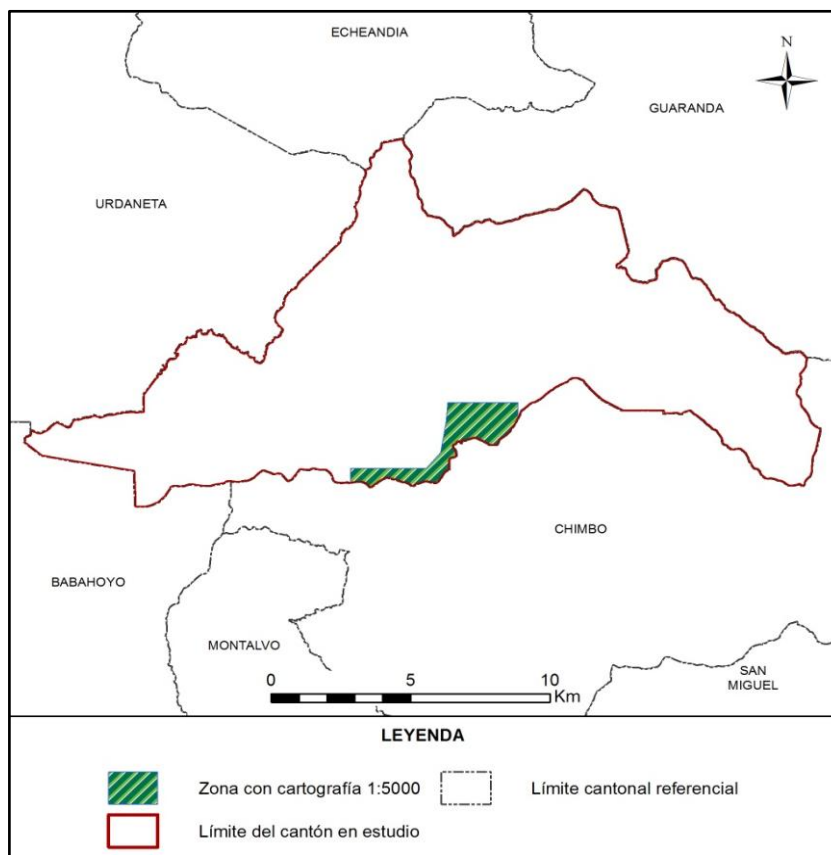 ECHEANDIA
N
GUARANDA
URDANETA
CHIMBO
BABAHOYO
MONTALVO
SAN
MIGUEL
0 5 10
Km
LEYENDA
Zona con cartografía 1:5000
Límite cantonal referencial
Límite del cantón en estudio